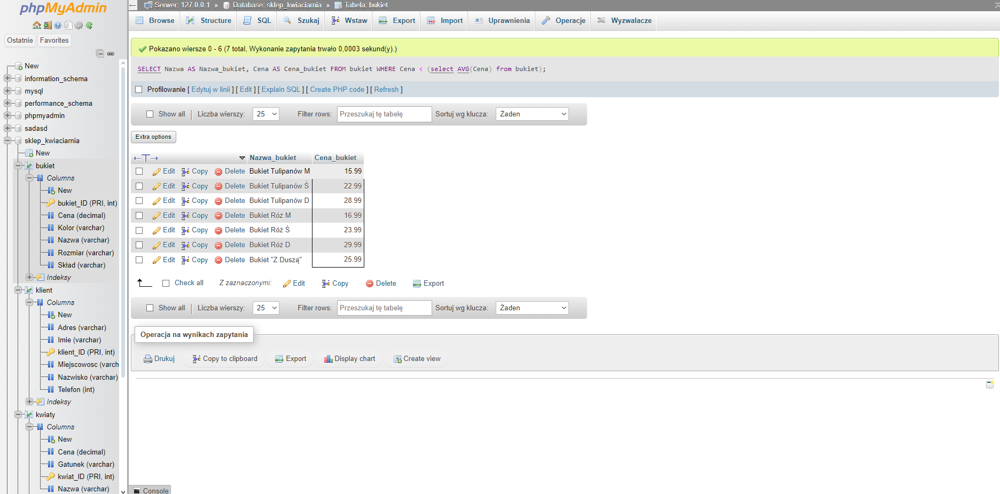 phpMyAdmin
Ostatnie Favorites
New
information_schema
mysql
performance_schema
phpmyadmin
sadasd
sklep_kwiaciarnia
New
bukiet
Columns
New
bukiet_ID (PRI, int)
Cena (decimal)
Kolor (varchar)
Nazwa (varchar)
Rozmiar (varchar)
Skład (varchar)
Indeksy
klient
Columns
New
Adres (varchar)
Imie (varchar)
klient_ID (PRI, int)
Miejscowosc (varch
Nazwisko (varchar)
Telefon (int)
Indeksy
kwiaty
Columns
New
Cena (decimal)
Gatunek (varchar)
kwiat_ID (PRI, int)
Nazwa (varchar)
Serwer: 127.0.0.1 » Database: sklep_kwiaciarnia » Tabela: bukiet
Browse Structure SQL Szukaj Wstaw Export Import Uprawnienia Operacje Wyzwalacze
Pokazano wiersze 0 - 6 (7 total, Wykonanie zapytania trwało 0,0003 sekund(y).)
SELECT Nazwa AS Nazwa_bukiet, Cena AS Cena_bukiet FROM bukiet WHERE Cena < (select AVG(Cena) from bukiet);
Profilowanie [ Edytuj w linii ] [ Edit ] [ Explain SQL ] [ Create PHP code ] [ Refresh ]
Show all Liczba wierszy: 25 Filter rows: Przeszukaj tę tabelę Sortuj wg klucza: Żaden
Extra options
←T→ Nazwa_bukiet Cena_bukiet
Edit Copy Delete Bukiet Tulipanów M 15.99
Edit Copy Delete Bukiet Tulipanów Ś 22.99
Edit Copy Delete Bukiet Tulipanów D 28.99
Edit Copy Delete Bukiet Róż M 16.99
Edit Copy Delete Bukiet Róż Ś 23.99
Edit Copy Delete Bukiet Róż D 29.99
Edit Copy Delete Bukiet "Z Duszą" 25.99
Check all Z zaznaczonymi: Edit Copy Delete Export
Show all Liczba wierszy: 25 Filter rows: Przeszukaj tę tabelę Sortuj wg klucza: Żaden
Operacja na wynikach zapytania
Drukuj Copy to clipboard Export Display chart Create view
Console